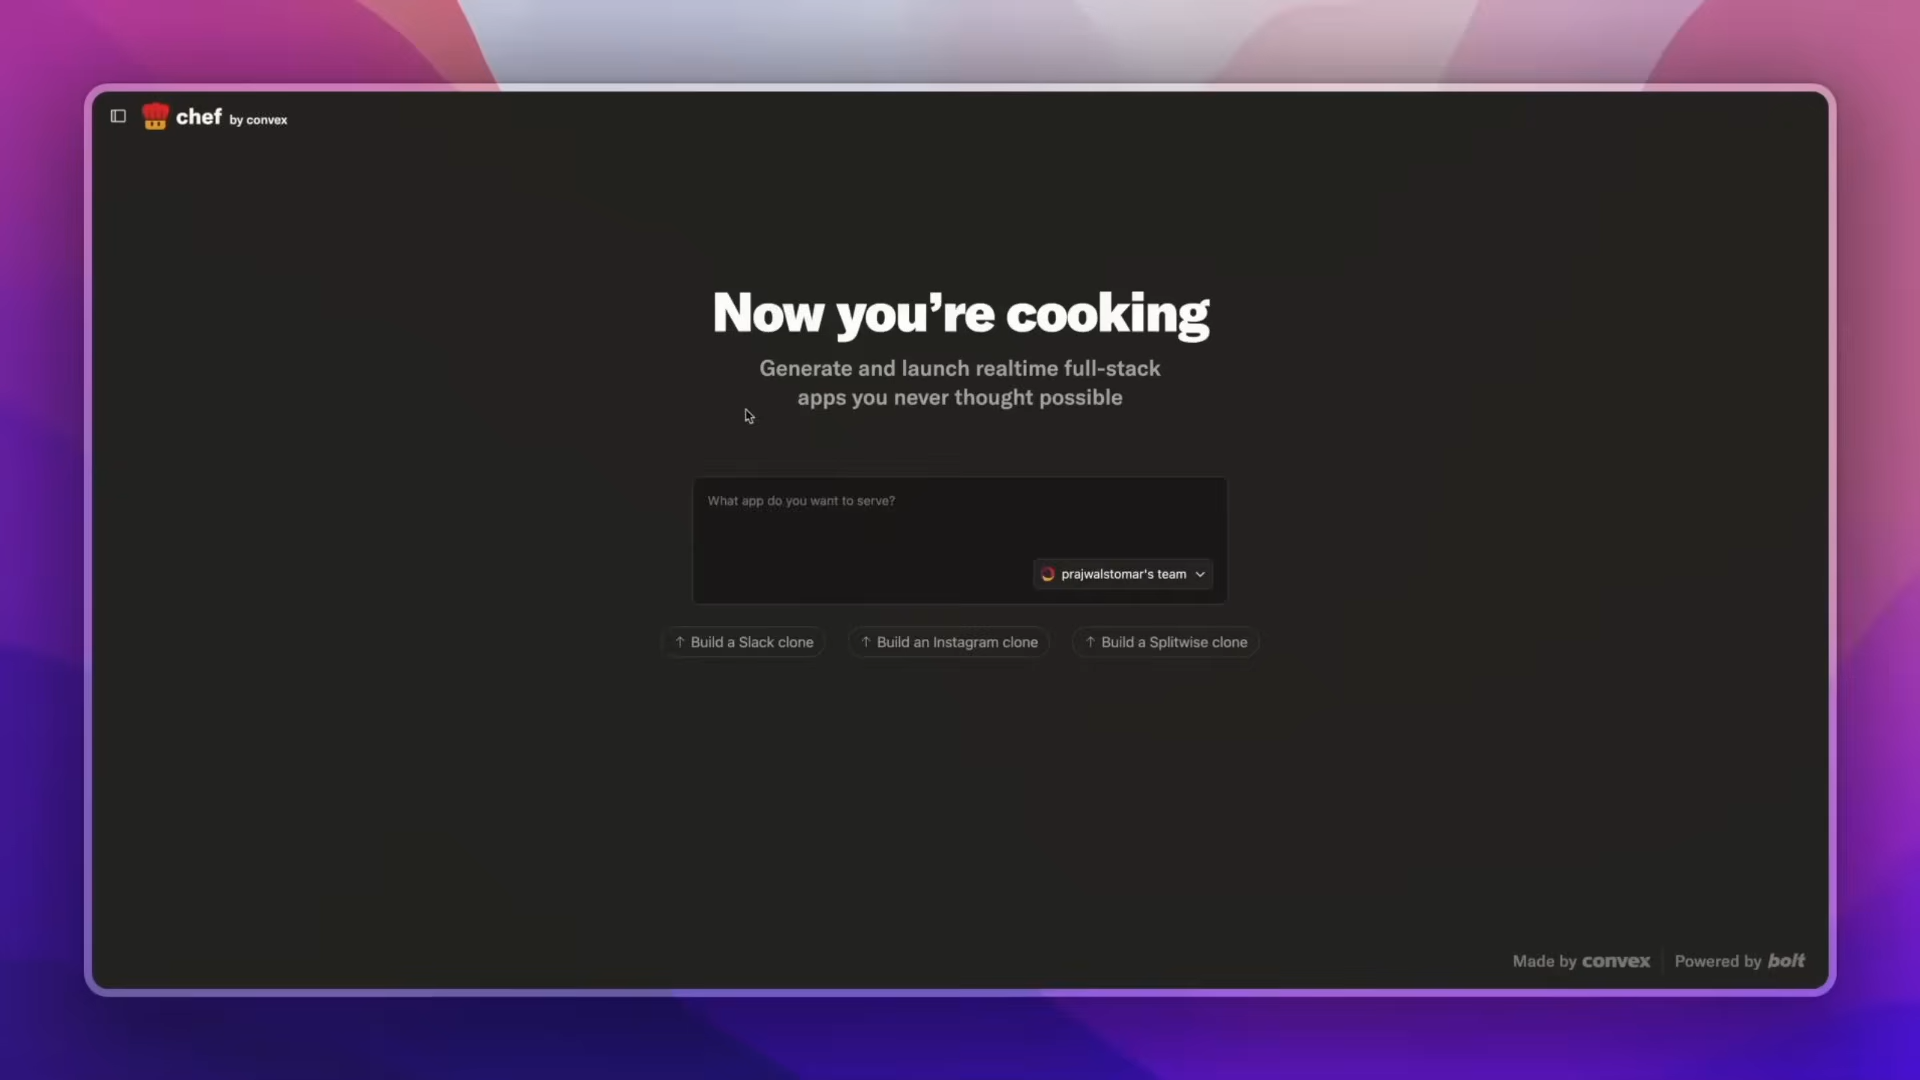 chef by convex
Now you're cooking
Generate and launch realtime full-stack
apps you never thought possible
What app do you want to serve?
prajwalstomar's team
↑ Build a Slack clone
↑ Build an Instagram clone
↑ Build a Splitwise clone
Made by convex
Powered by bolt